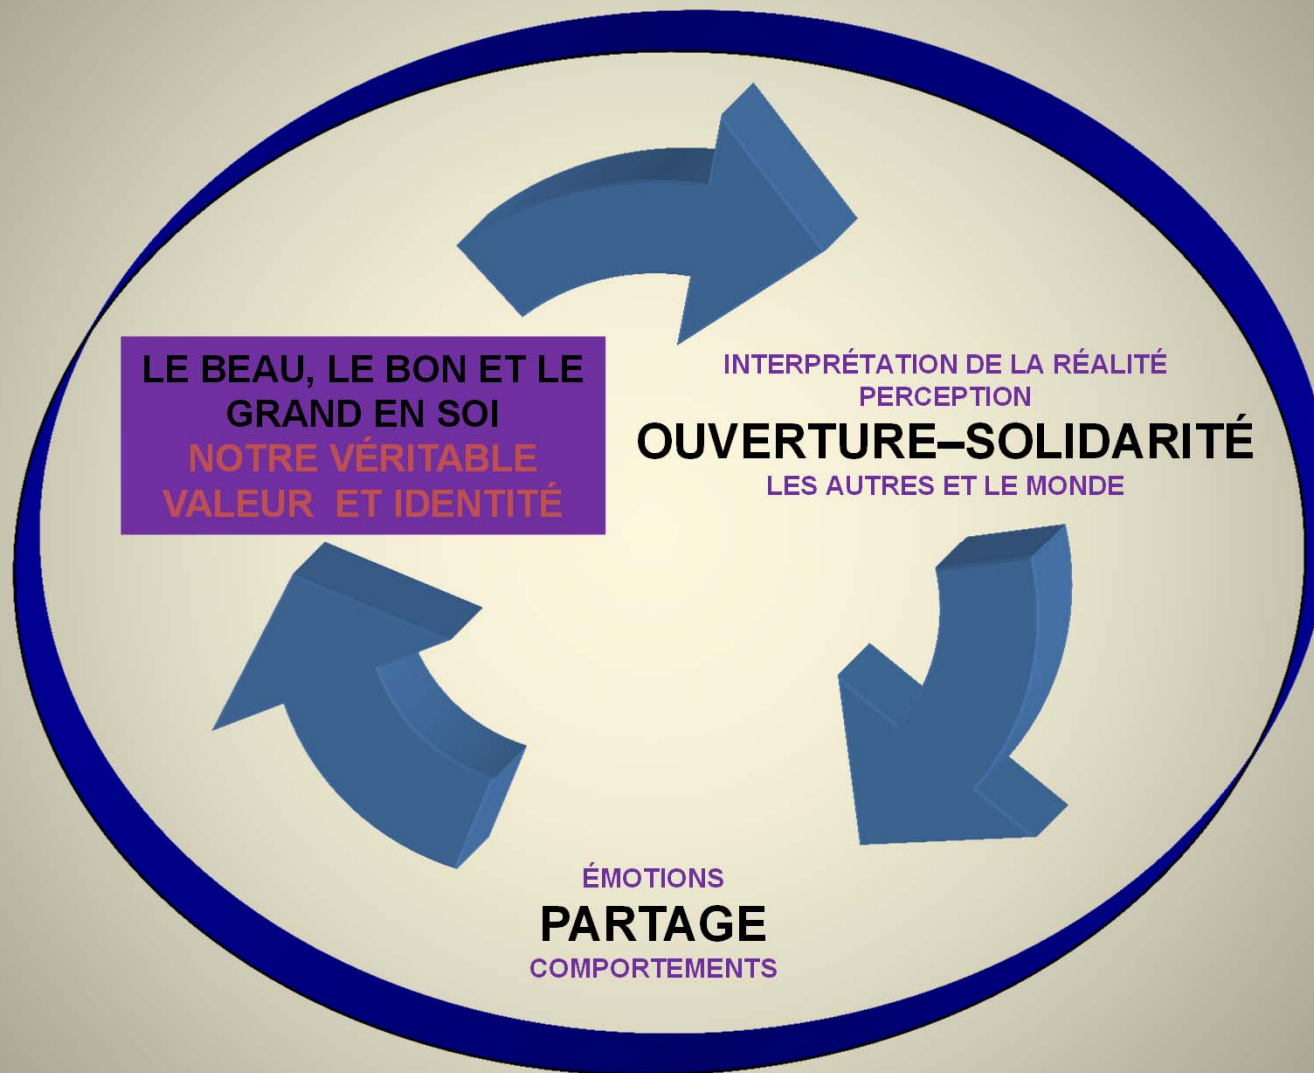 LE BEAU, LE BON ET LE
GRAND EN SOI
NOTRE VÉRITABLE
VALEUR ET IDENTITÉ
INTERPRÉTATION DE LA RÉALITÉ
PERCEPTION
OUVERTURE–SOLIDARITÉ
LES AUTRES ET LE MONDE
ÉMOTIONS
PARTAGE
COMPORTEMENTS